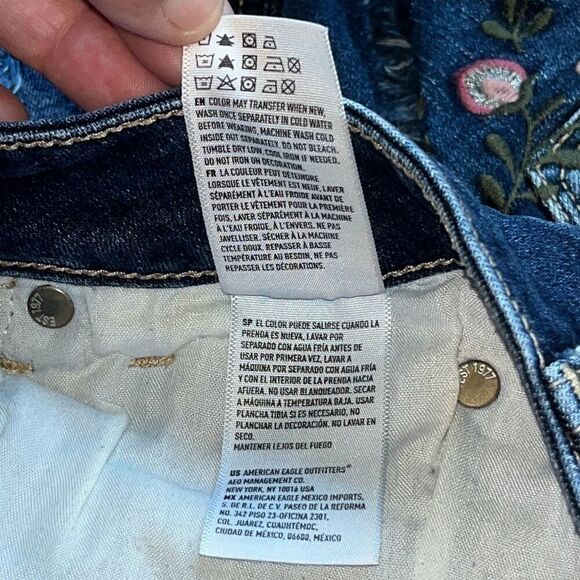 EN COLOR MAY TRANSFER WHEN NEW,
WASH ONCE SEPARATELY IN COLD WATER
BEFORE WEARING, MACHINE WASH COLD
INSIDE OUT SEPARATELY. DO NOT BLEACH.
TUMBLE DRY LOW. COOL IRON IF NEEDED,
DO NOT IRON ON DECORATION.
FR LA COULEUR PEUT DÉTEINDRE
LORSQUE LE VÊTEMENT EST NEUF, LAVER
SÉPARÉMENT À L'EAU FROIDE AVANT DE
PORTER LE VÊTEMENT POUR LA PREMIÈRE
FOIS, LAVER SÉPARÉMENT À LA MACHINE
À L'EAU FROIDE, À L'ENVERS. NE PAS
JAVELLISER. SÉCHER À LA MACHINE
CYCLE DOUX. REPASSER À BASSE
TEMPÉRATURE AU BESOIN, NE PAS
REPASSER LES DÉCORATIONS.
SP EL COLOR PUEDE SALIRSE CUANDO LA
PRENDA ES NUEVA, LAVAR POR
SEPARADO CON AGUA FRÍA ANTES DE
USAR POR PRIMERA VEZ, LAVAR A
MÁQUINA POR SEPARADO CON AGUA FRÍA
Y CON EL INTERIOR DE LA PRENDA HACIA
AFUERA. NO USAR BLANQUEADOR. SECAR
A MÁQUINA A TEMPERATURA BAJA. USAR
PLANCHA TIBIA SI ES NECESARIO, NO
PLANCHAR LA DECORACIÓN. NO LAVAR EN
SECO.
MANTENER LEJOS DEL FUEGO
US AMERICAN EAGLE OUTFITTERS®
AEO MANAGEMENT CO.
NEW YORK, NY 10016 USA
MX AMERICAN EAGLE MEXICO IMPORTS,
S. DE R.L. DE C.V. PASEO DE LA REFORMA
NO. 342 PISO 23-OFICINA 2301,
COL. JUÁREZ, CUAUHTÉMOC,
CIUDAD DE MÉXICO, 06600, MÉXICO
EST 1977
EST 1977